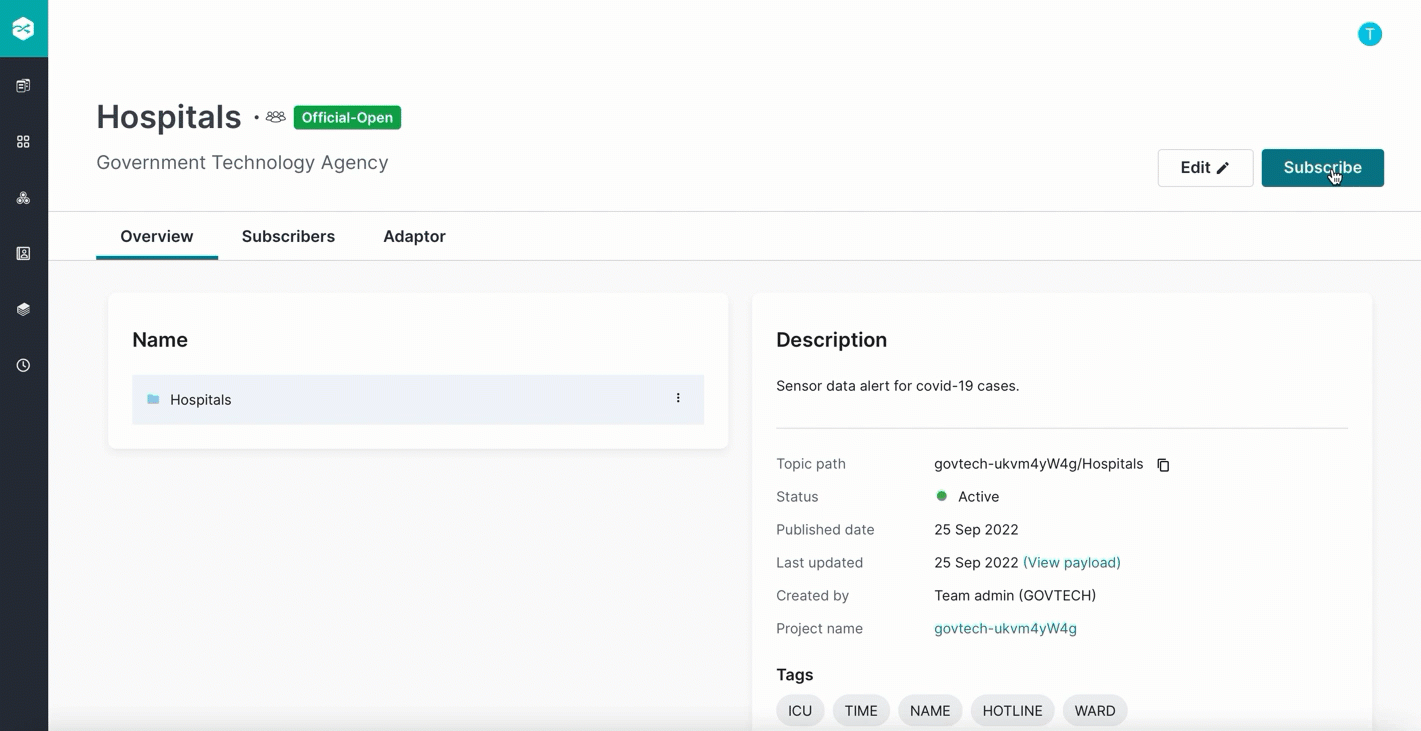 T
Hospitals · Official-Open
Government Technology Agency
Edit Subscribe
Overview Subscribers Adaptor
Name
Hospitals
Description
Sensor data alert for covid-19 cases.
Topic path govtech-ukvm4yW4g/Hospitals
Status Active
Published date 25 Sep 2022
Last updated 25 Sep 2022 (View payload)
Created by Team admin (GOVTECH)
Project name govtech-ukvm4yW4g
Tags
ICU TIME NAME HOTLINE WARD